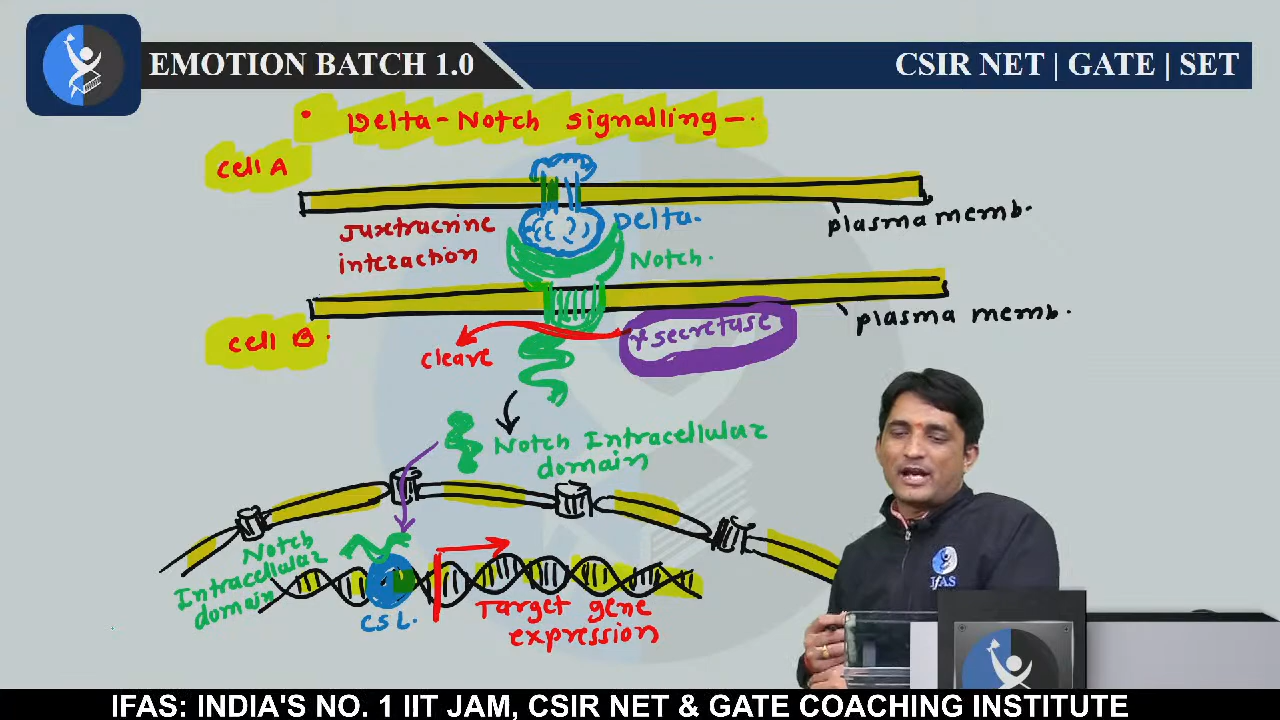 EMOTION BATCH 1.0
CSIR NET | GATE | SET
• Delta-Notch signalling –.
Cell A
Juxtracrine
interaction
Delta.
plasma memb.
Notch.
Cell B
γ secretase
plasma memb.
Cleave
Notch Intracellular
domain
Notch
Intracellular
domain
CSL.
Target gene
expression
IFAS
IFAS: INDIA'S NO. 1 IIT JAM, CSIR NET & GATE COACHING INSTITUTE